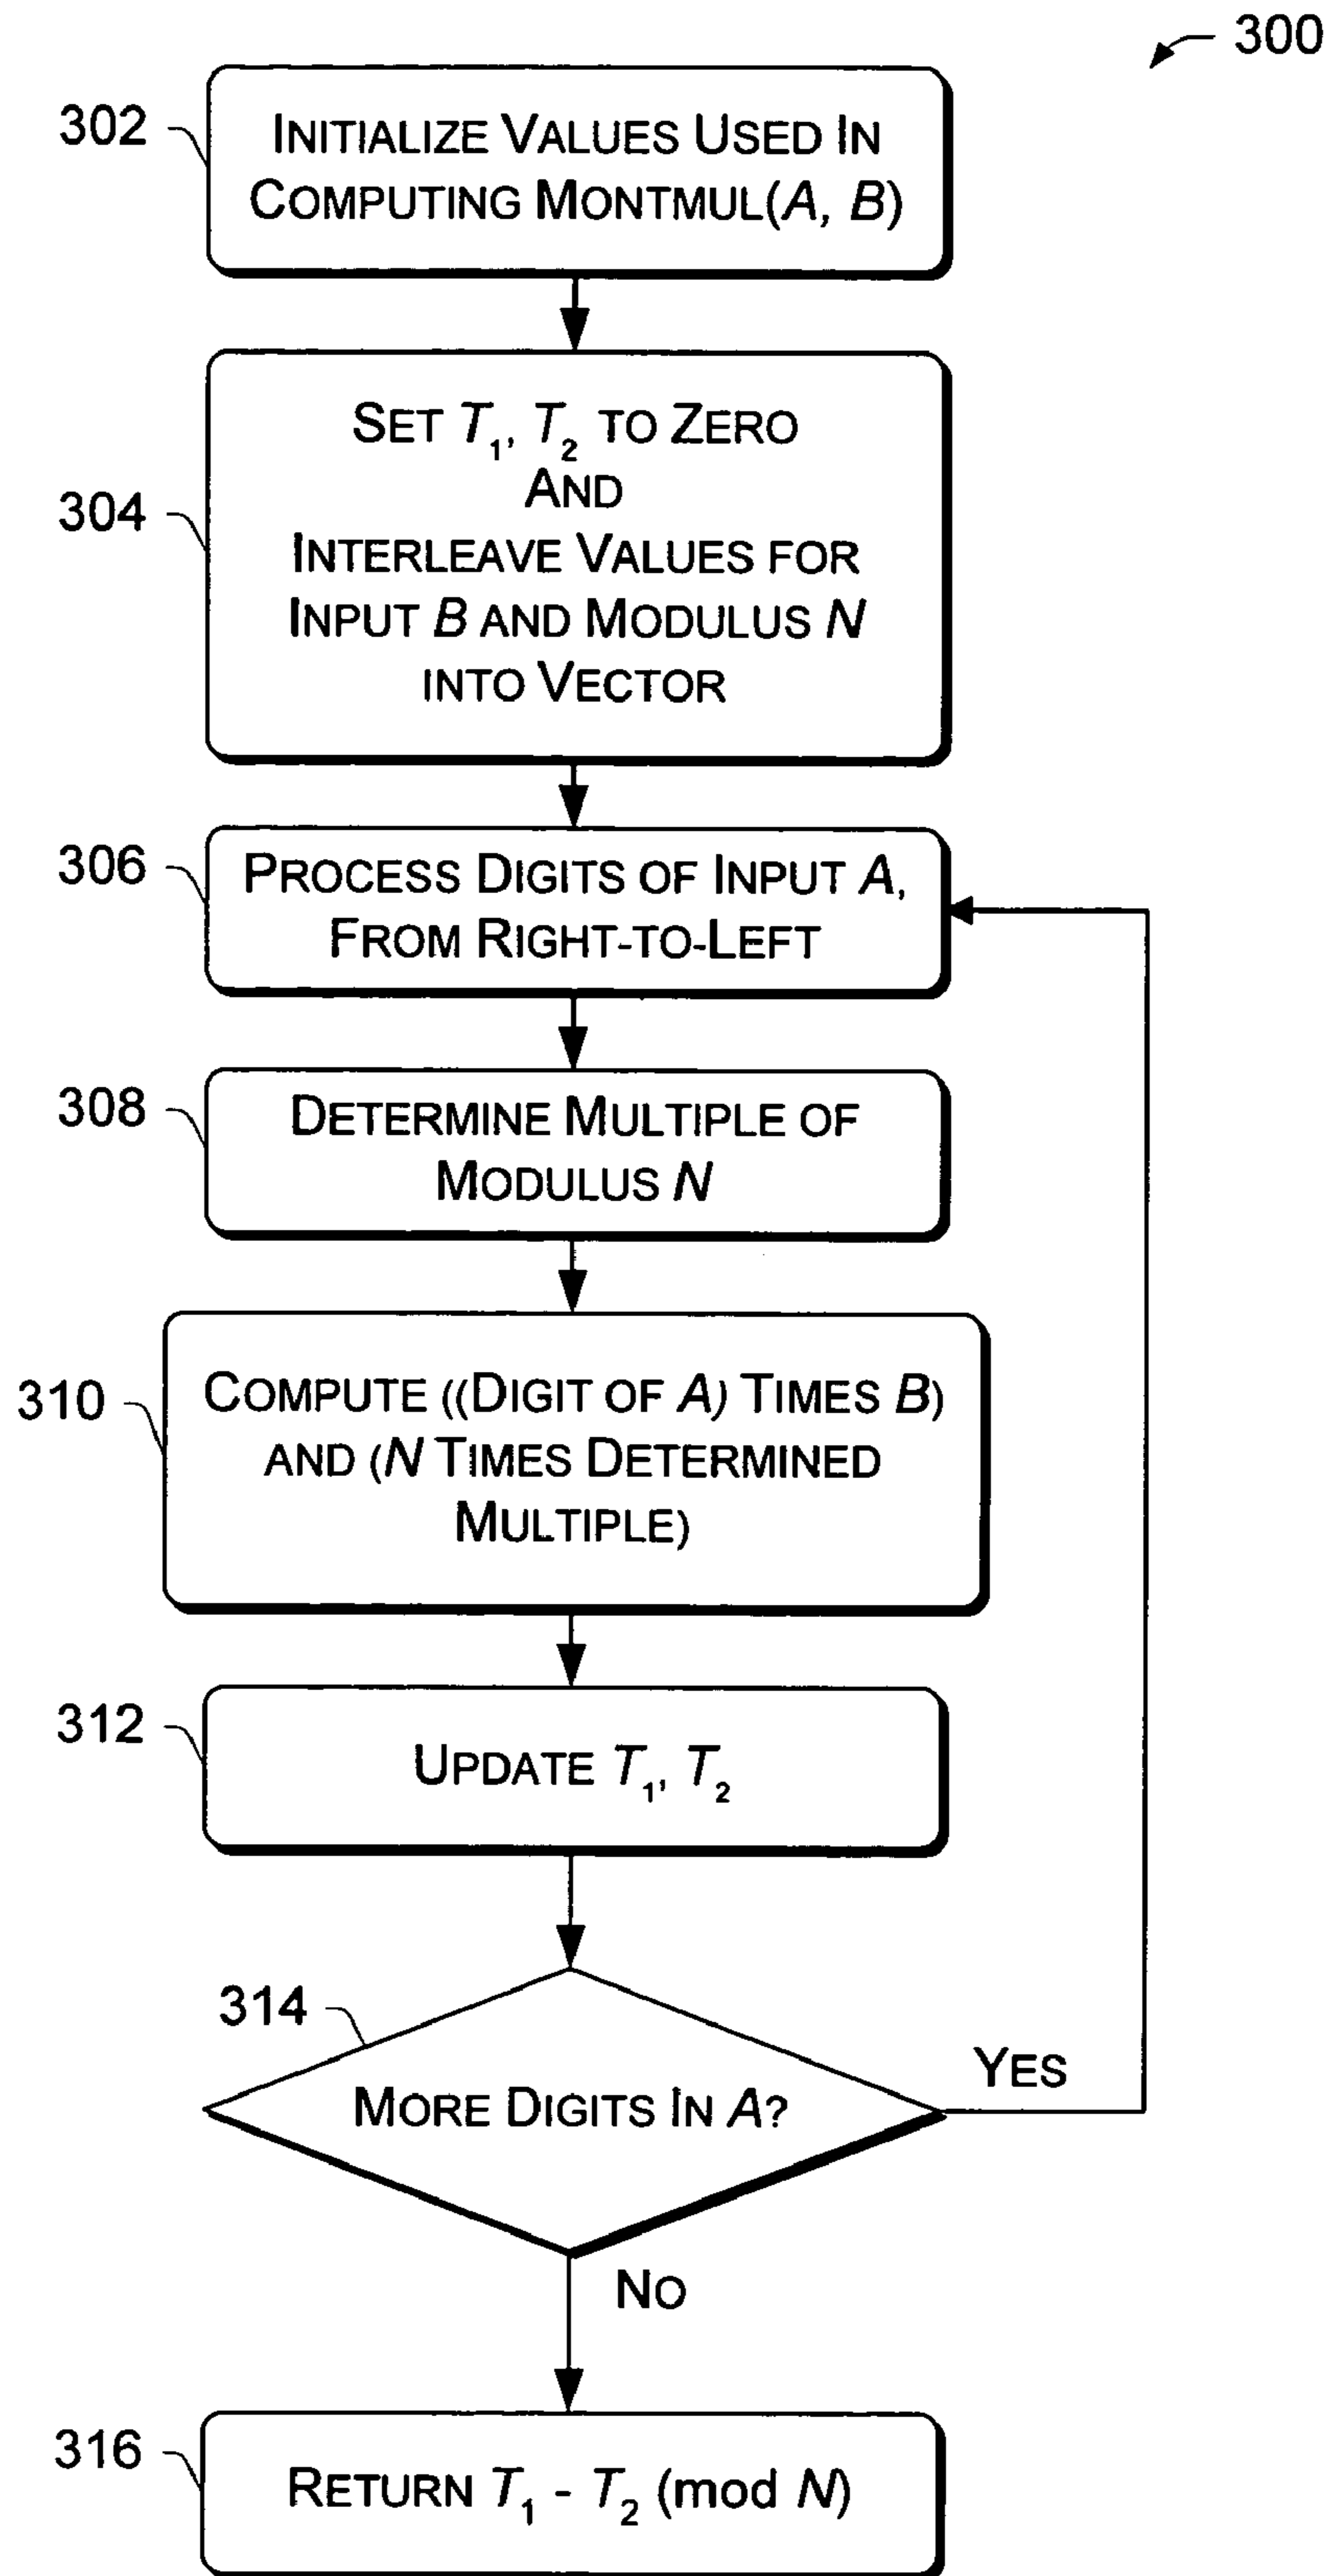 300
302
INITIALIZE VALUES USED IN
COMPUTING MONTMUL(A, B)
304
SET T₁, T₂ TO ZERO
AND
INTERLEAVE VALUES FOR
INPUT B AND MODULUS N
INTO VECTOR
306
PROCESS DIGITS OF INPUT A,
FROM RIGHT-TO-LEFT
308
DETERMINE MULTIPLE OF
MODULUS N
310
COMPUTE ((DIGIT OF A) TIMES B)
AND (N TIMES DETERMINED
MULTIPLE)
312
UPDATE T₁, T₂
314
MORE DIGITS IN A?
YES
NO
316
RETURN T₁ - T₂ (mod N)